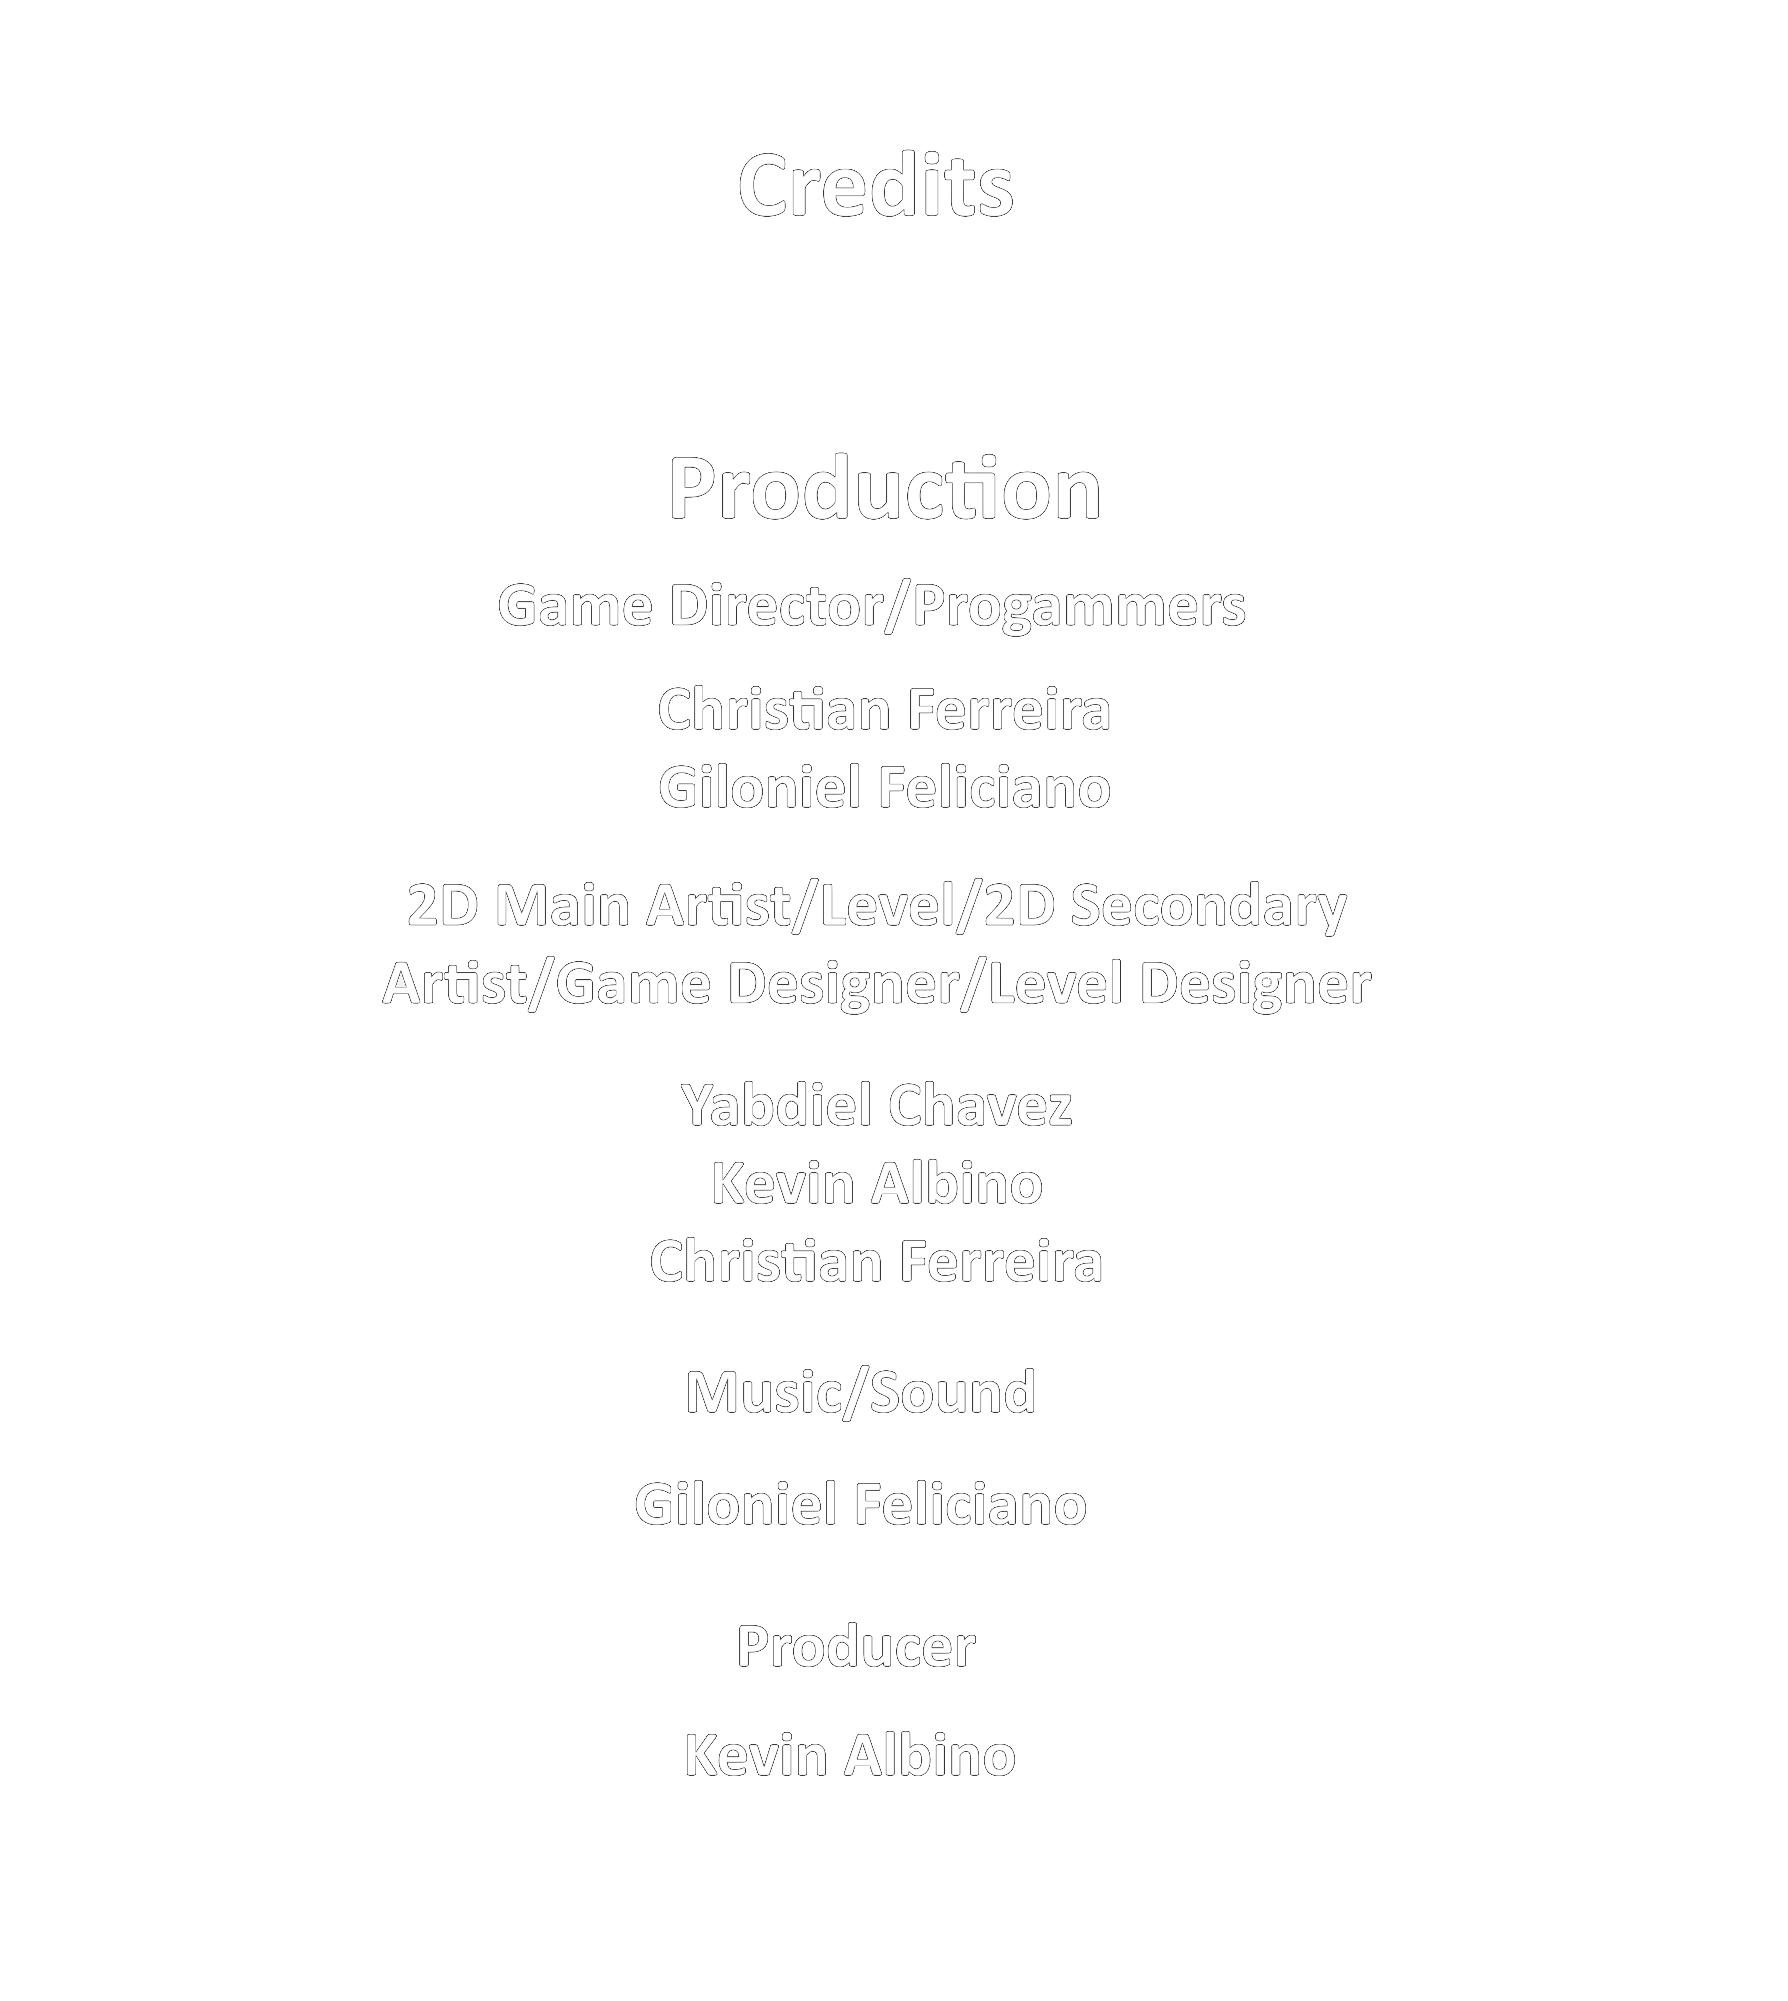 Credits
Production
Game Director/Progammers
Christian Ferreira
Giloniel Feliciano
2D Main Artist/Level/2D Secondary
Artist/Game Designer/Level Designer
Yabdiel Chavez
Kevin Albino
Christian Ferreira
Music/Sound
Giloniel Feliciano
Producer
Kevin Albino